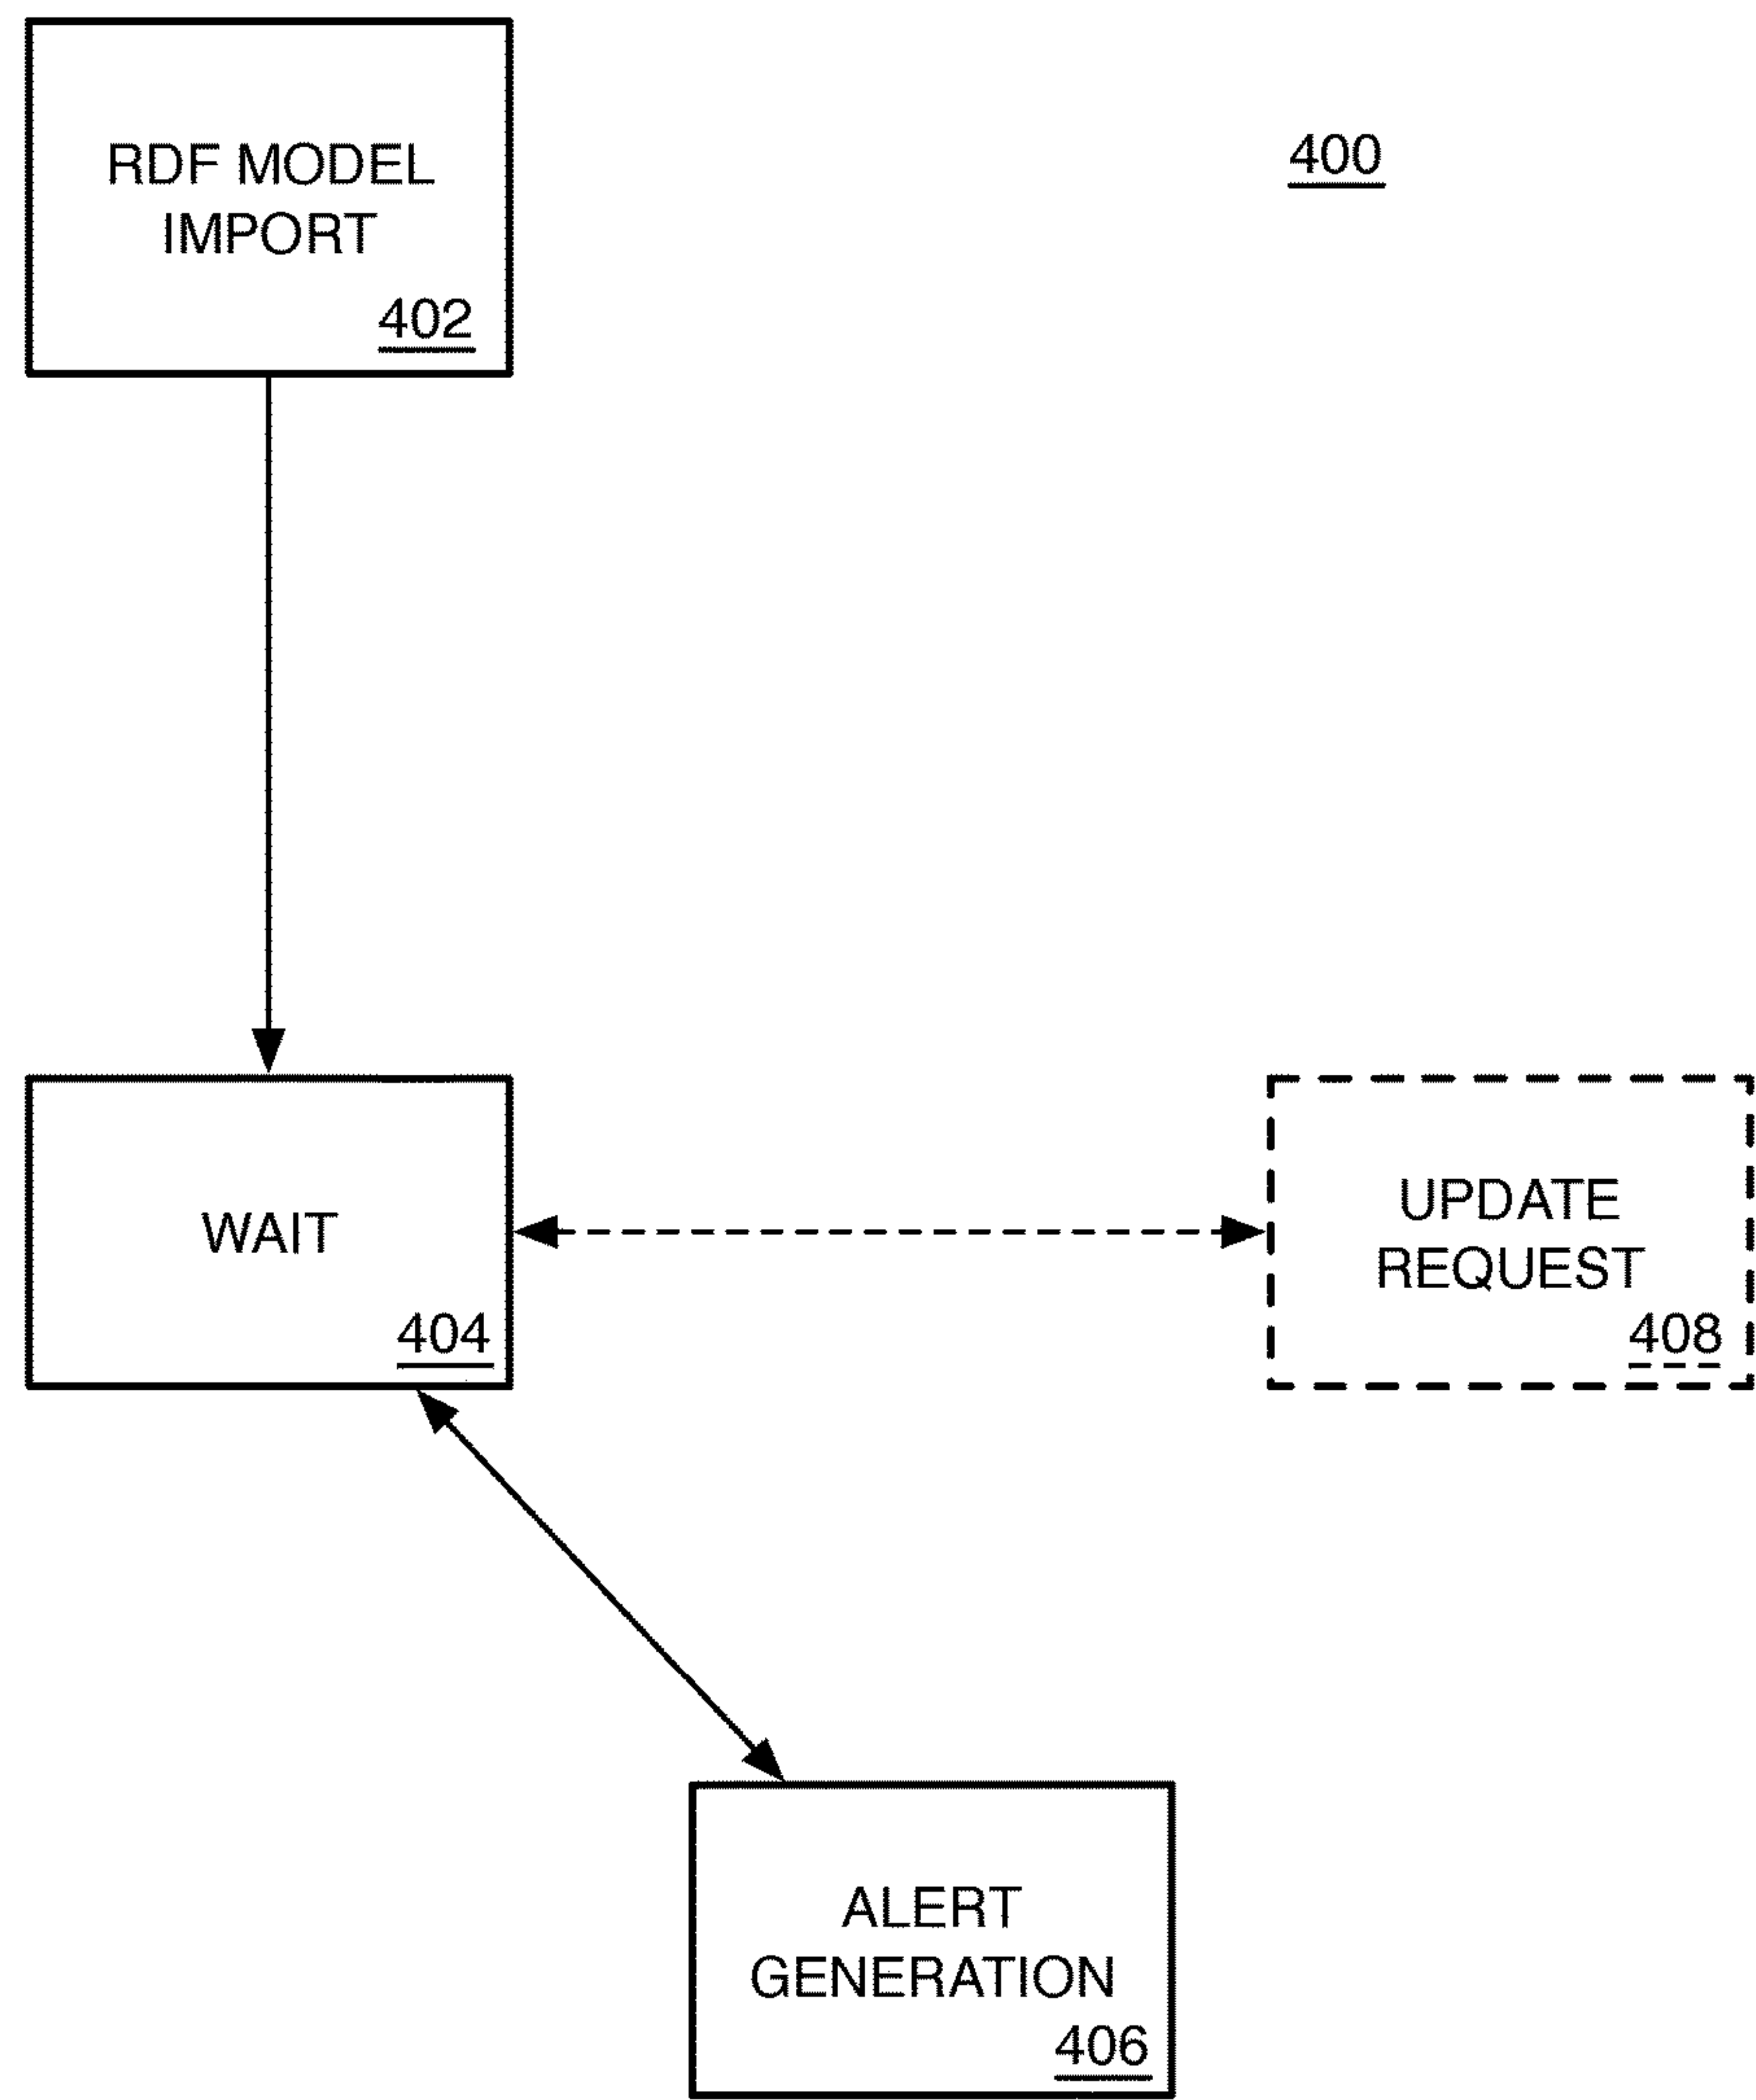 RDF MODEL
IMPORT
402
400
WAIT
404
UPDATE
REQUEST
408
ALERT
GENERATION
406